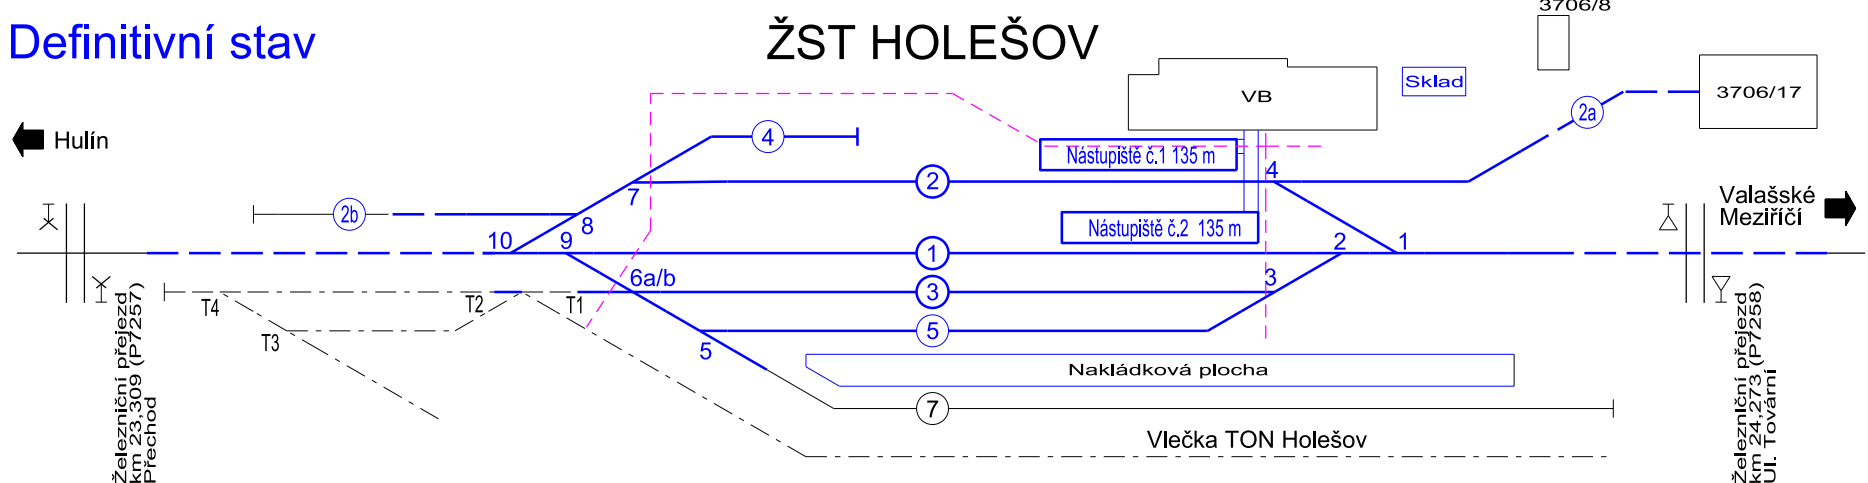 3706/8
Definitivní stav
ŽST HOLEŠOV
Sklad
VB
3706/17
2a
Hulín
4
Nástupiště č.1 135 m
2
4
7
Valašské
Meziříčí
2b
8
Nástupiště č.2 135 m
10
9
1
2
1
6a/b
3
3
T4
T2
T1
T3
5
5
Nakládková plocha
7
Vlečka TON Holešov
Železniční přejezd
km 23,309 (P7257)
Přechod
Železniční přejezd
km 24,273 (P7258)
Ul. Tovární